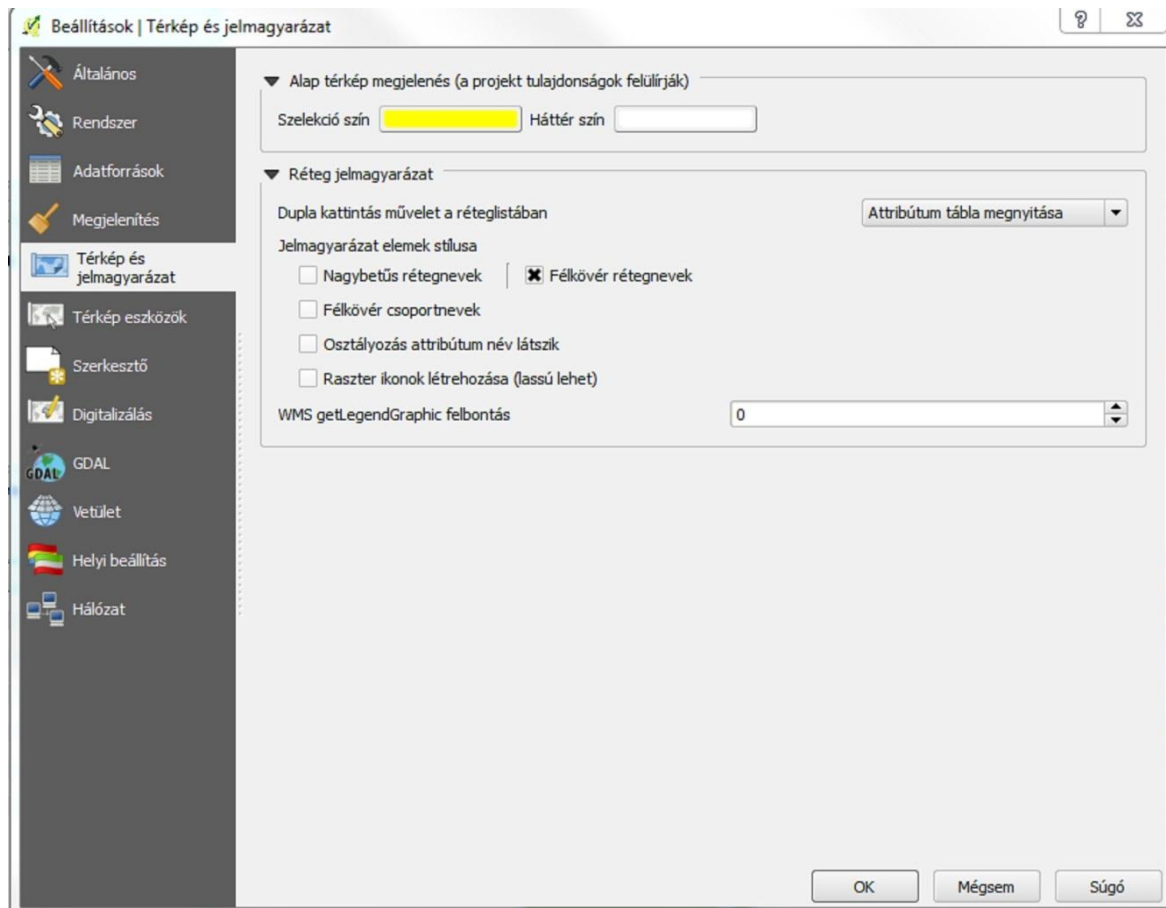 Beállítások | Térkép és jelmagyarázat
Általános
Rendszer
Adatforrások
Megjelenítés
Térkép és
jelmagyarázat
Térkép eszközök
Szerkesztő
Digitalizálás
GDAL
GDAL
Vetület
Helyi beállítás
Hálózat
Alap térkép megjelenés (a projekt tulajdonságok felülírják)
Szelekció szín Háttér szín
Réteg jelmagyarázat
Dupla kattintás művelet a réteglistában Attribútum tábla megnyitása
Jelmagyarázat elemek stílusa
Nagybetűs rétegnevek Félkövér rétegnevek
Félkövér csoportnevek
Osztályozás attribútum név látszik
Raszter ikonok létrehozása (lassú lehet)
WMS getLegendGraphic felbontás 0
OK Mégsem Súgó